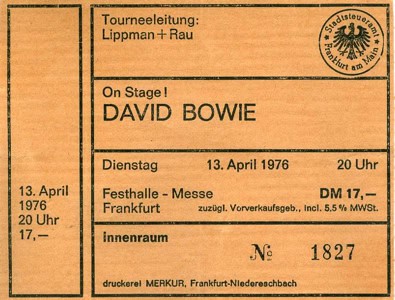 Tourneeleitung:
Lippman + Rau
Stadtsteueramt
Frankfurt am Main
On Stage!
DAVID BOWIE
Dienstag 13. April 1976 20 Uhr
Festhalle - Messe DM 17,—
Frankfurt zuzügl. Vorverkaufsgeb., incl. 5,5% MWSt.
13. April
1976
20 Uhr
17,—
Innenraum
№ 1827
druckerei MERKUR, Frankfurt-Niedereschbach